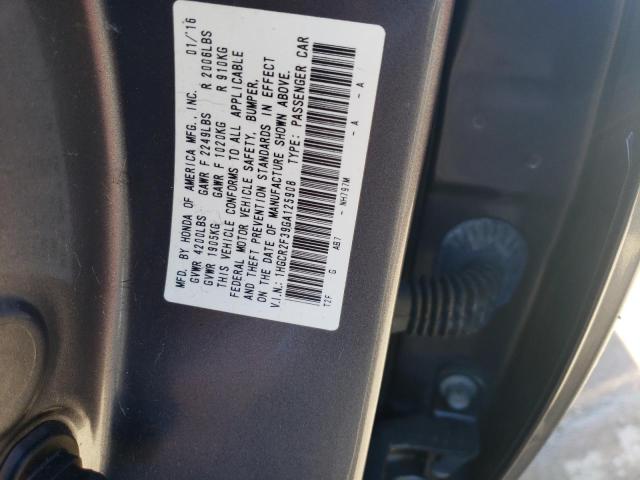 MFD. BY HONDA OF AMERICA MFG., INC. 01/16
GVWR 4200LBS GAWR F 2249LBS R 2006LBS
GVWR 1905KG GAWR F 1020KG R 910KG
THIS VEHICLE CONFORMS TO ALL APPLICABLE
FEDERAL MOTOR VEHICLE SAFETY, BUMPER,
AND THEFT PREVENTION STANDARDS IN EFFECT
ON THE DATE OF MANUFACTURE SHOWN ABOVE.
V.I.N.: 1HGCR2F39GA125908 TYPE: PASSENGER CAR
T2F G AB7 - NH797M - A - A